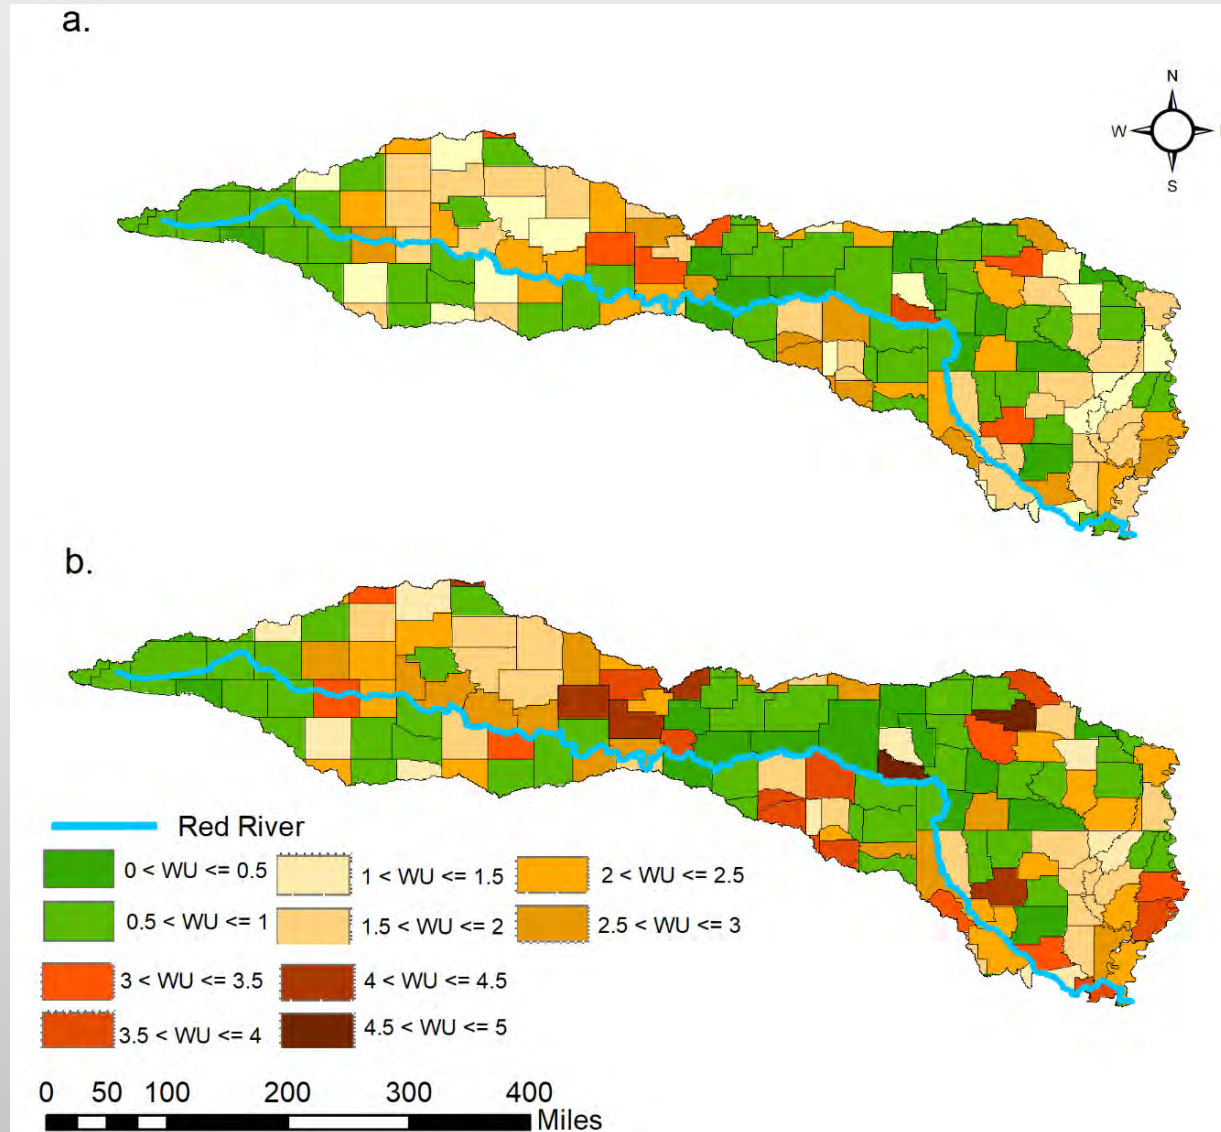 a.
N
W
S
b.
Red River
0 < WU <= 0.5
1 < WU <= 1.5
2 < WU <= 2.5
0.5 < WU <= 1
1.5 < WU <= 2
2.5 < WU <= 3
3 < WU <= 3.5
4 < WU <= 4.5
3.5 < WU <= 4
4.5 < WU <= 5
0 50 100 200 300 400
Miles